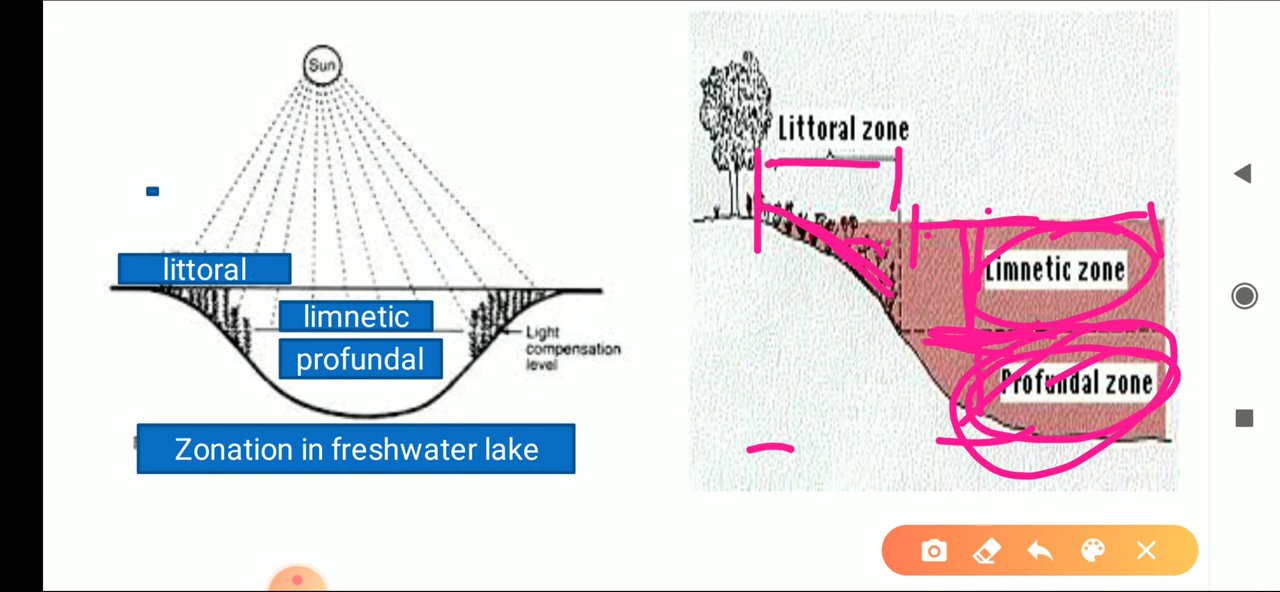 Sun
littoral
limnetic
profundal
Light
compensation
level
Zonation in freshwater lake
Littoral zone
Limnetic zone
Profundal zone